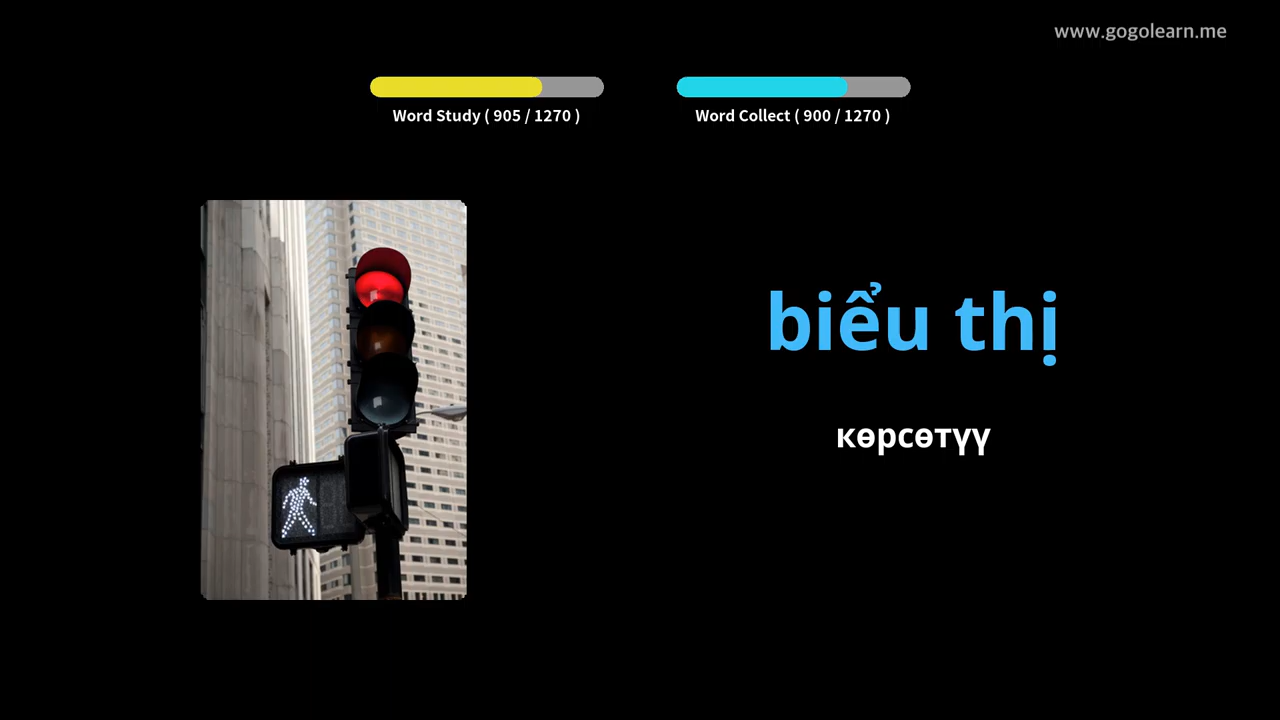 www.gogolearn.me
Word Study ( 905 / 1270 )
Word Collect ( 900 / 1270 )
biểu thị
көрсөтүү